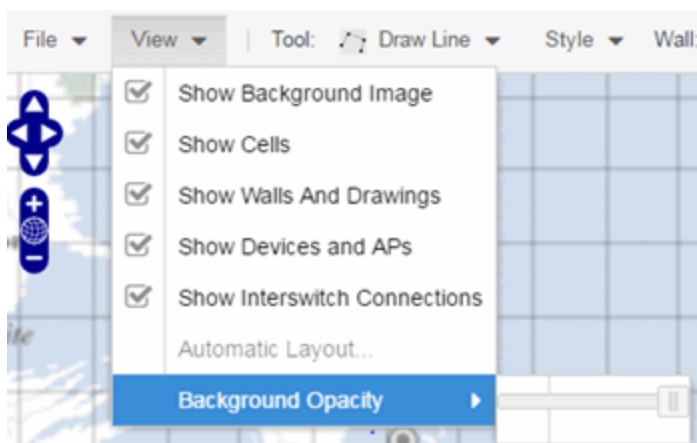 File View Tool: Draw Line Style Wall:
Show Background Image
Show Cells
Show Walls And Drawings
Show Devices and APs
Show Interswitch Connections
Automatic Layout...
Background Opacity